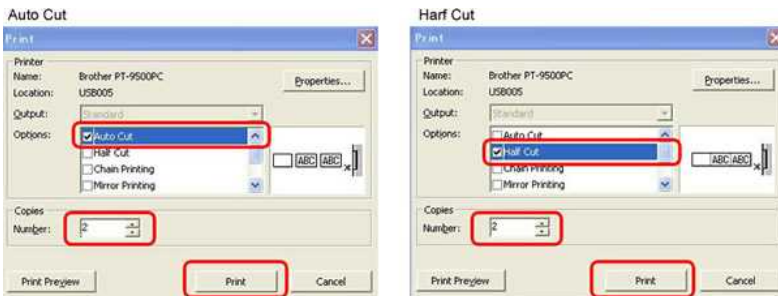 Auto Cut
Print
Printer
Name: Brother PT-9500PC
Properties...
Location: USB005
Output: Standard
Options: Auto Cut
Half Cut
Chain Printing
Mirror Printing
ABC ABC
Copies
Number: 2
Print Preview Print Cancel
Harf Cut
Print
Printer
Name: Brother PT-9500PC
Properties...
Location: USB005
Output: Standard
Options: Auto Cut
Half Cut
Chain Printing
Mirror Printing
ABC ABC
Copies
Number: 2
Print Preview Print Cancel